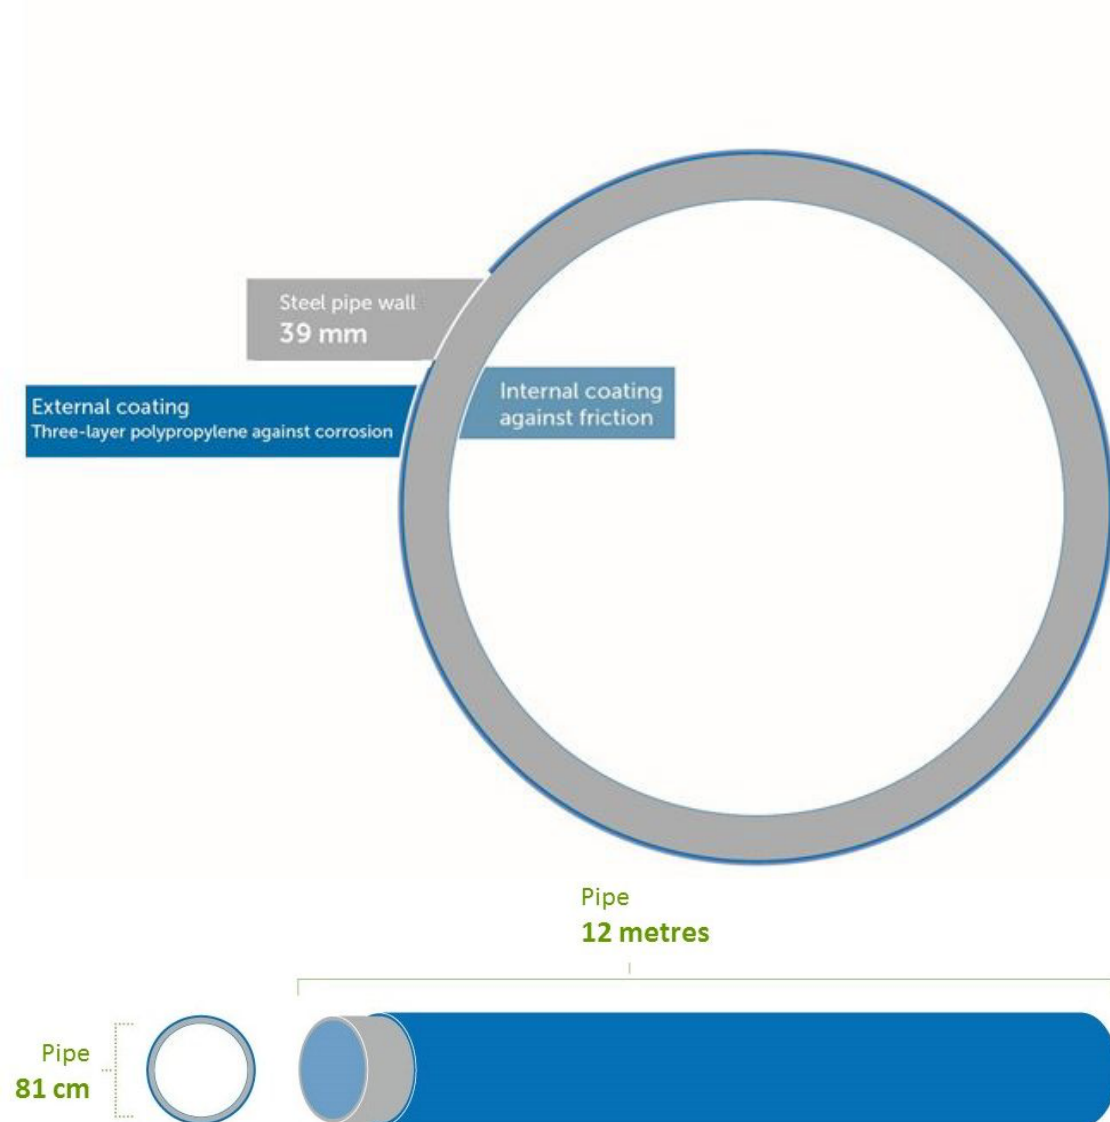 Steel pipe wall
39 mm
External coating
Three-layer polypropylene against corrosion
Internal coating
against friction
Pipe
12 metres
Pipe
81 cm